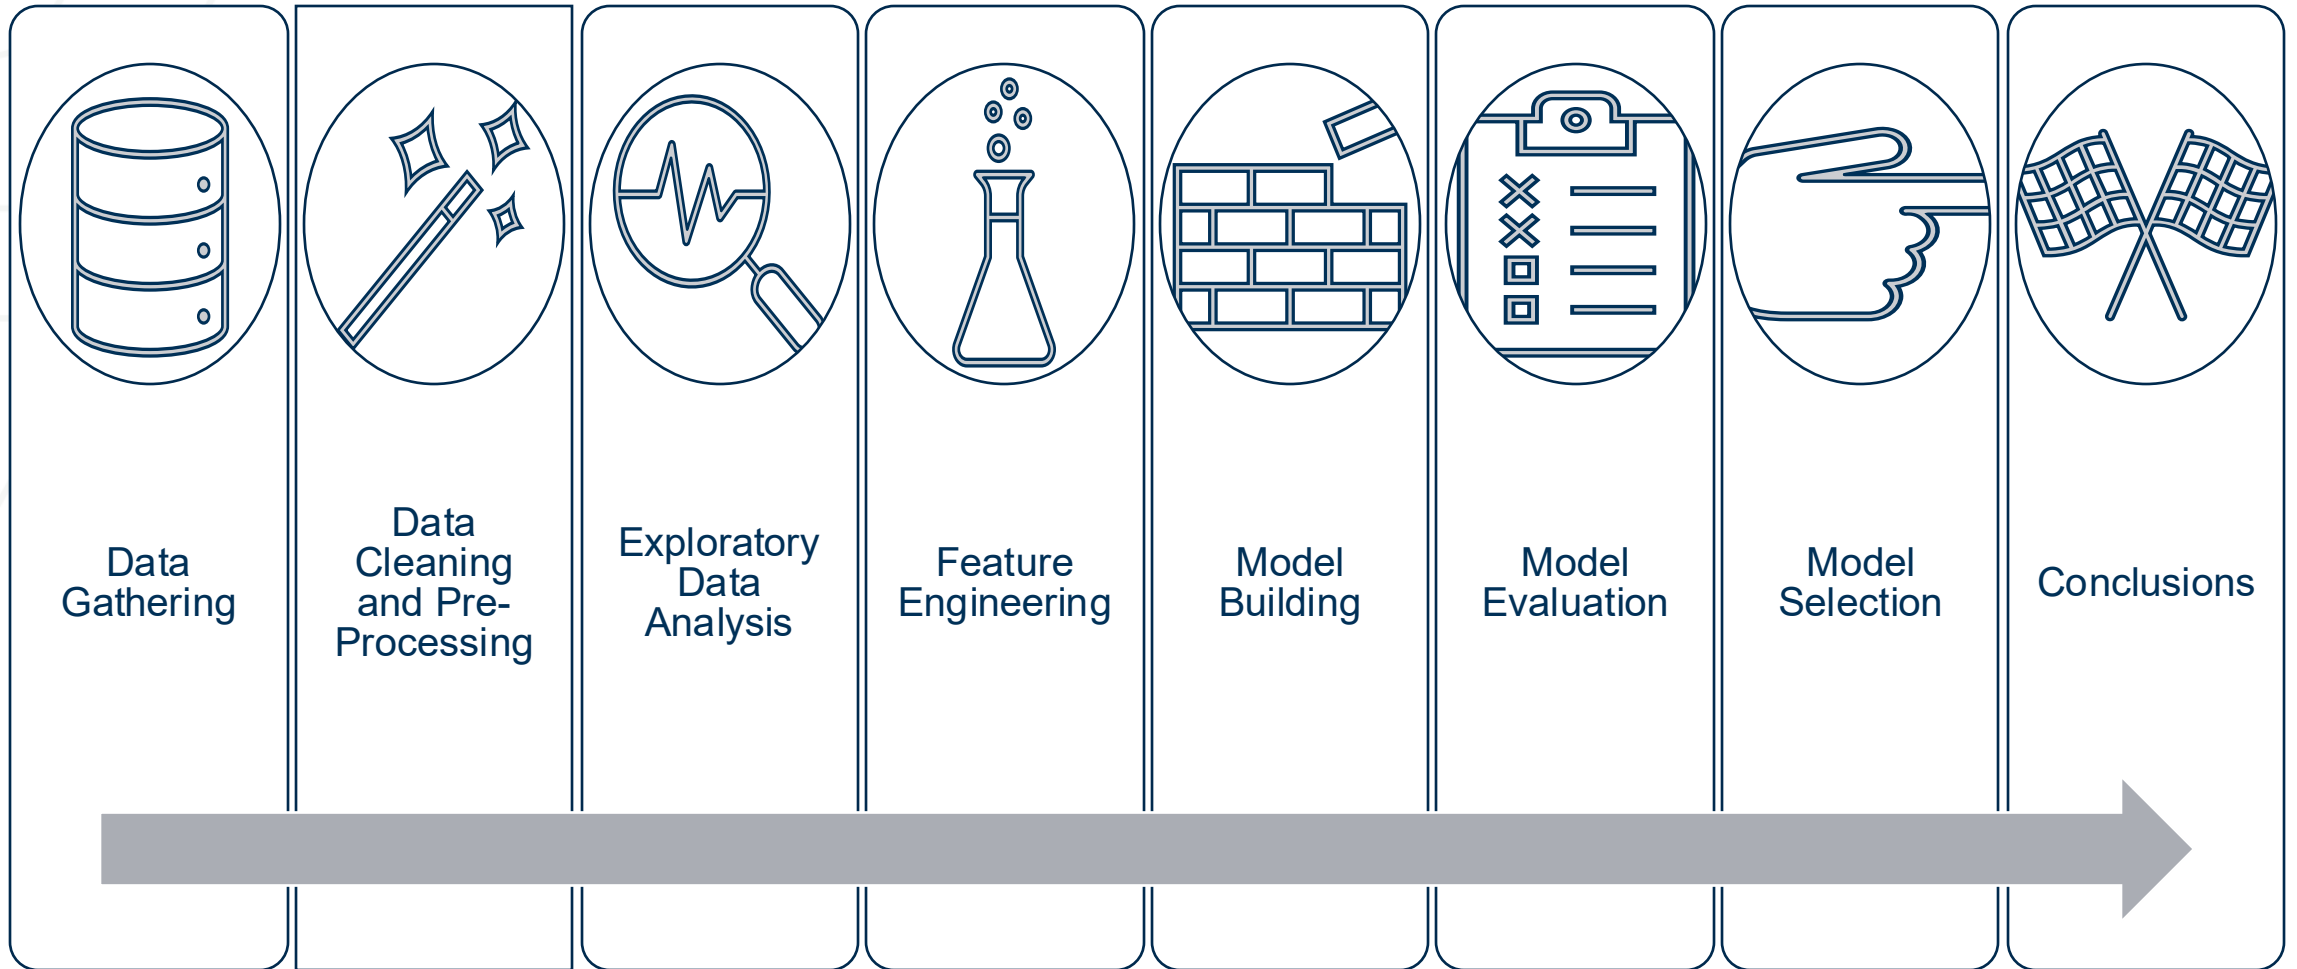 Data
Gathering
Data
Cleaning
and Pre-
Processing
Exploratory
Data
Analysis
Feature
Engineering
Model
Building
Model
Evaluation
Model
Selection
Conclusions